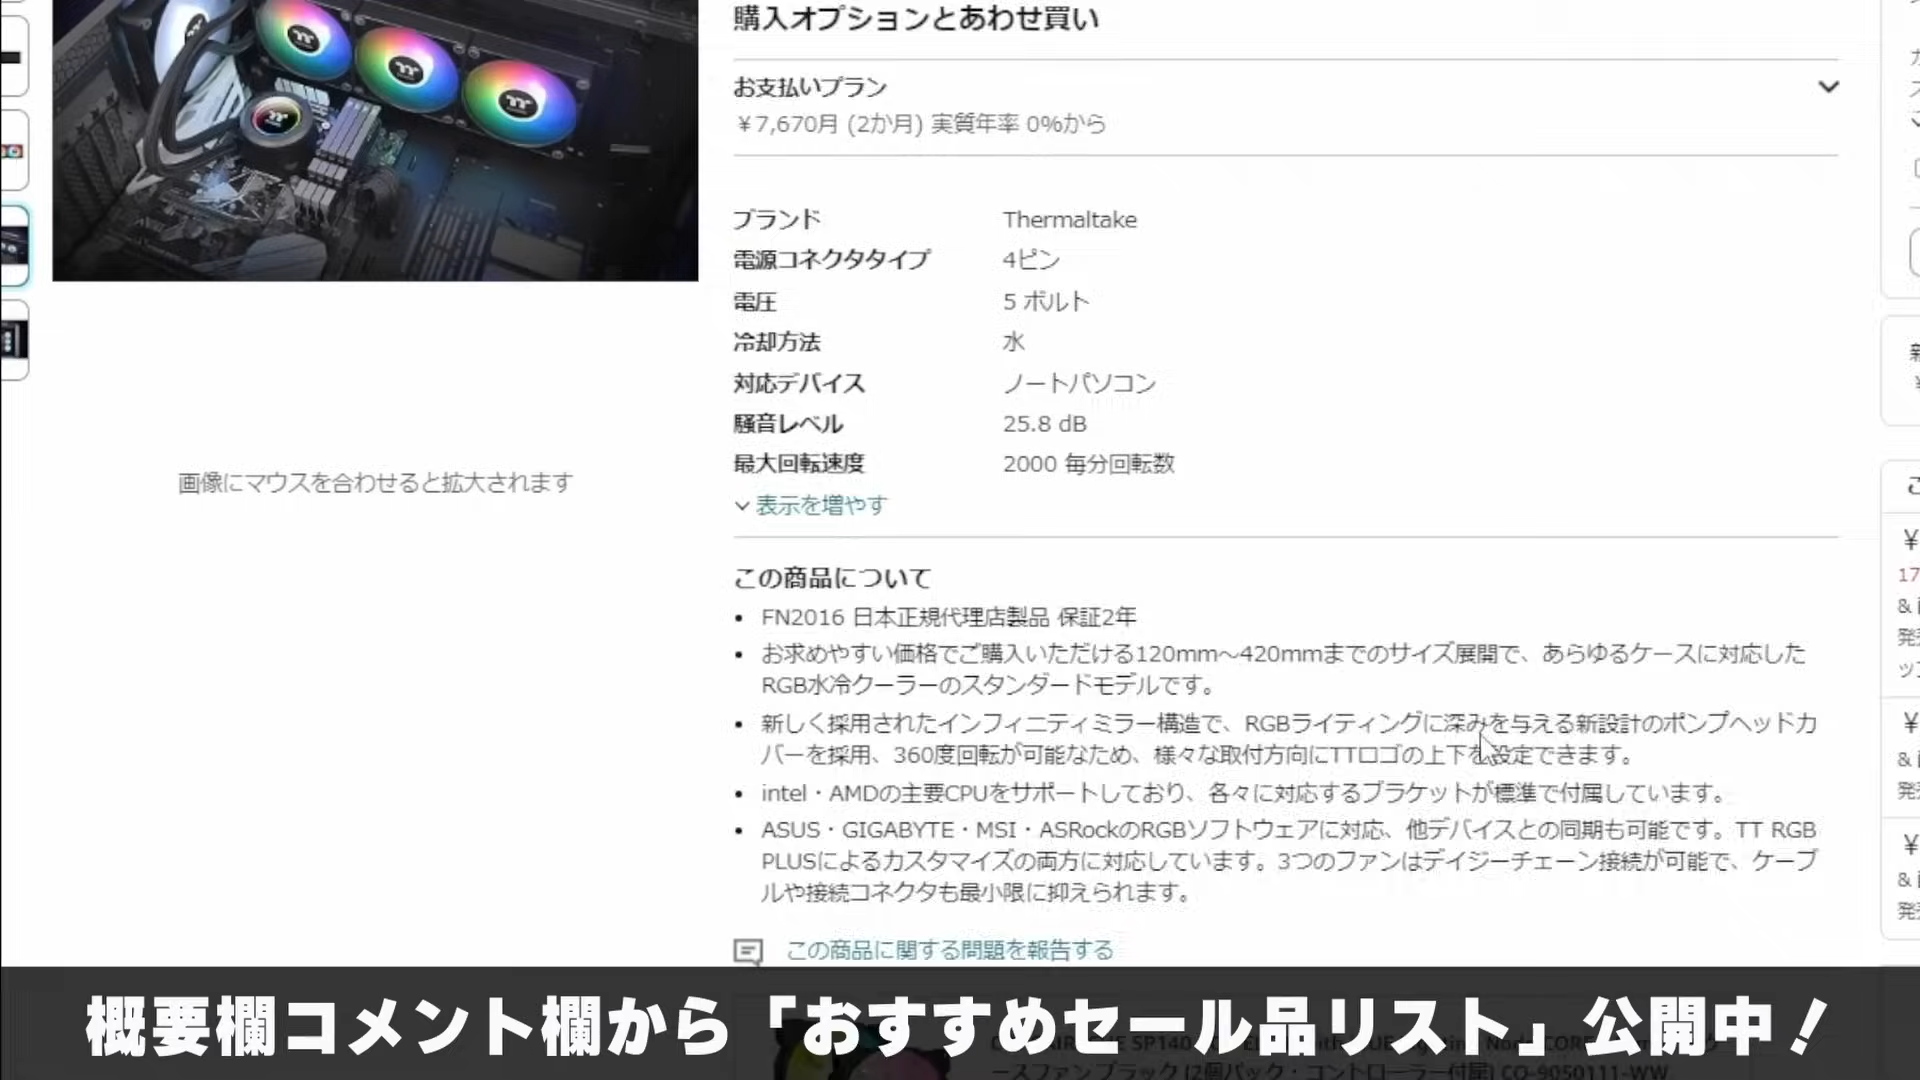 購入オプションとあわせ買い
お支払いプラン
￥7,670月 (2か月) 実質年率 0%から
ブランド Thermaltake
電源コネクタタイプ 4ピン
電圧 5 ボルト
冷却方法 水
対応デバイス ノートパソコン
騒音レベル 25.8 dB
最大回転速度 2000 毎分回転数
表示を増やす
画像にマウスを合わせると拡大されます
この商品について
• FN2016 日本正規代理店製品 保証2年
• お求めやすい価格でご購入いただける120mm～420mmまでのサイズ展開で、あらゆるケースに対応した
RGB水冷クーラーのスタンダードモデルです。
• 新しく採用されたインフィニティミラー構造で、RGBライティングに深みを与える新設計のポンプヘッドカ
バーを採用、360度回転が可能なため、様々な取付方向にTTロゴの上下を設定できます。
• intel・AMDの主要CPUをサポートしており、各々に対応するブラケットが標準で付属しています。
• ASUS・GIGABYTE・MSI・ASRockのRGBソフトウェアに対応、他デバイスとの同期も可能です。TT RGB
PLUSによるカスタマイズの両方に対応しています。3つのファンはデイジーチェーン接続が可能で、ケーブ
ルや接続コネクタも最小限に抑えられます。
この商品に関する問題を報告する
概要欄コメント欄から「おすすめセール品リスト」公開中！